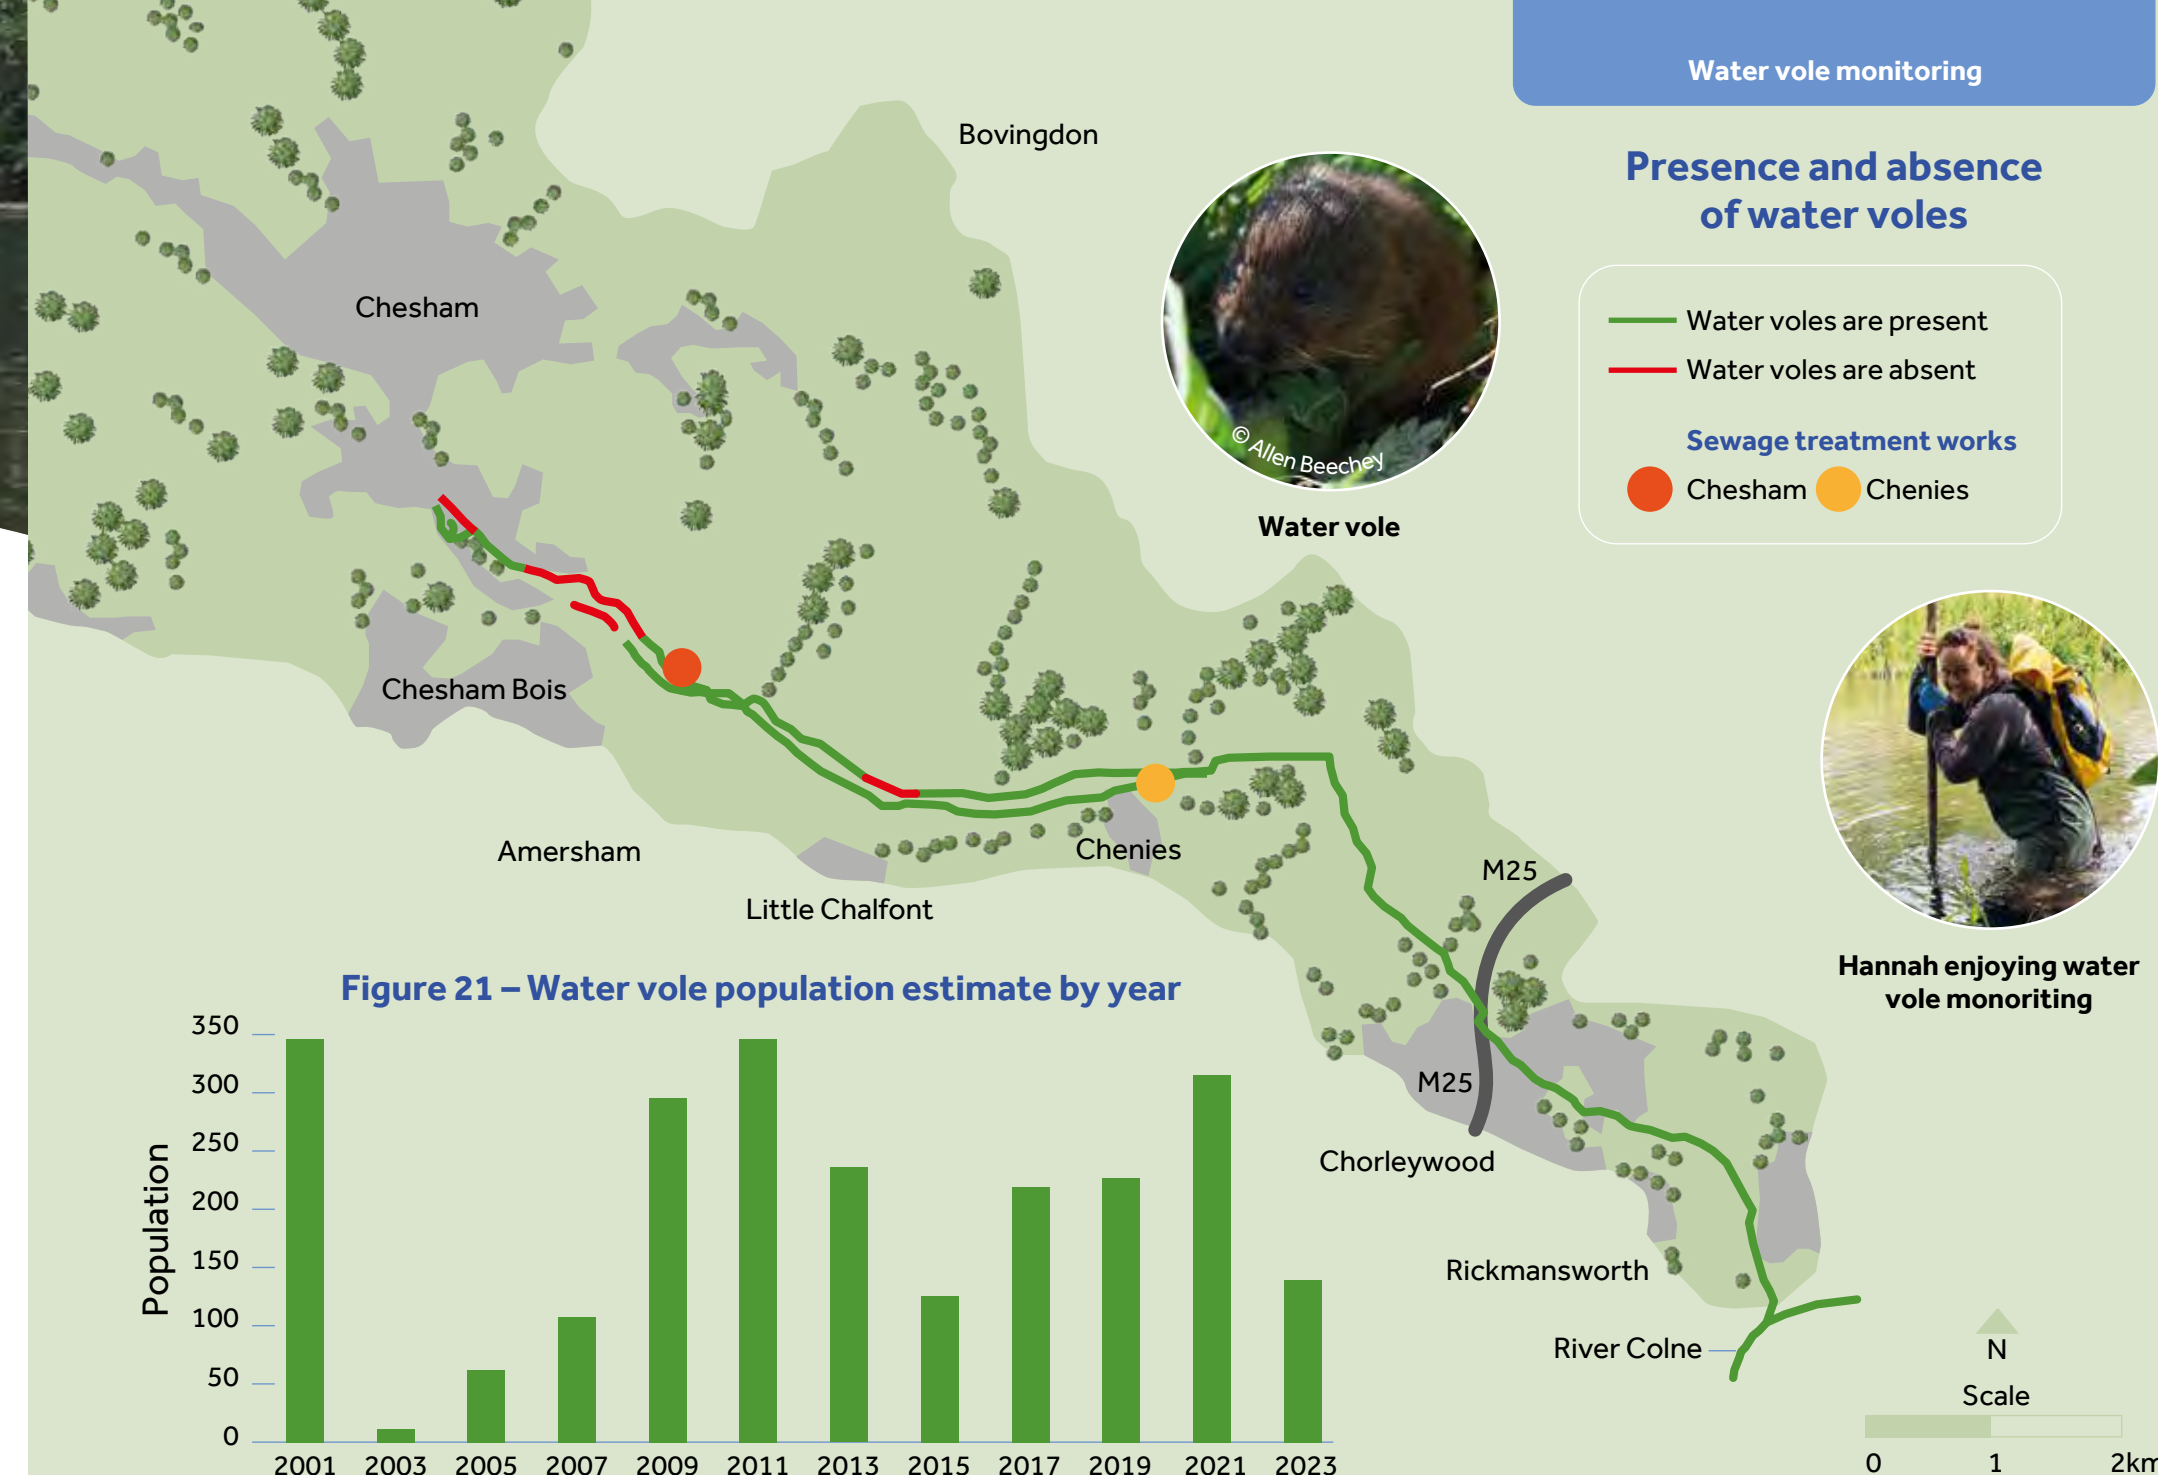 Water vole monitoring
Presence and absence
of water voles
Water voles are present
Water voles are absent
Sewage treatment works
Chesham
Chenies
Bovingdon
© Allen Beechey
Water vole
Chesham
Chesham Bois
Amersham
Little Chalfont
Chenies
M25
M25
Chorleywood
Rickmansworth
River Colne
Hannah enjoying water
vole monoriting
N
Scale
0 1 2km
Figure 21 – Water vole population estimate by year
Population
350
300
250
200
150
100
50
0
2001 2003 2005 2007 2009 2011 2013 2015 2017 2019 2021 2023